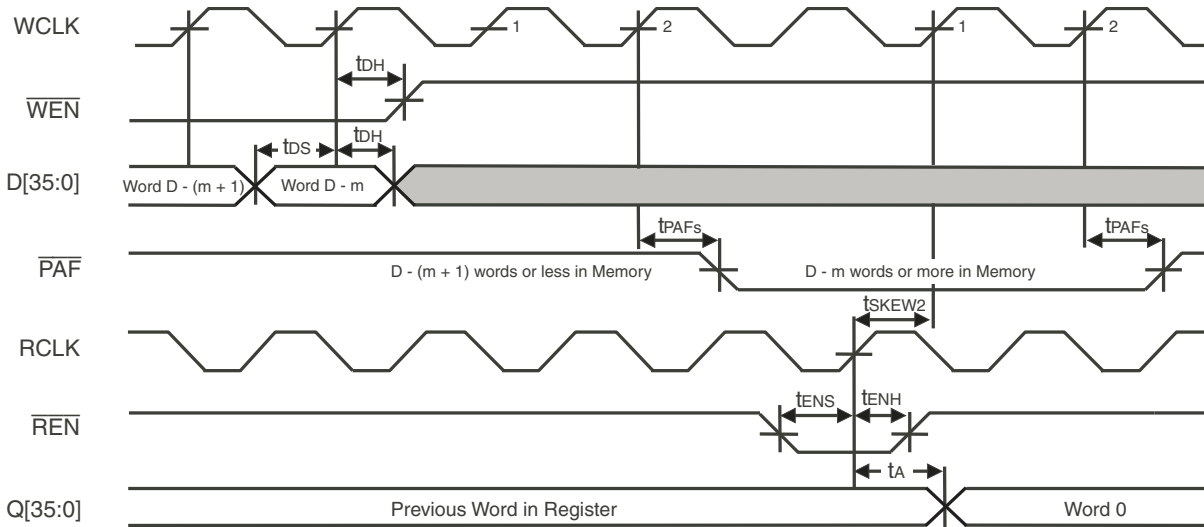 WCLK 1 2 1 2
tDH
WEN
tDS tDH
D[35:0] Word D - (m + 1) Word D - m
tPAFs tPAFs
PAF D - (m + 1) words or less in Memory D - m words or more in Memory
tSKEW2
RCLK
tENS tENH
REN
tA
Q[35:0] Previous Word in Register Word 0